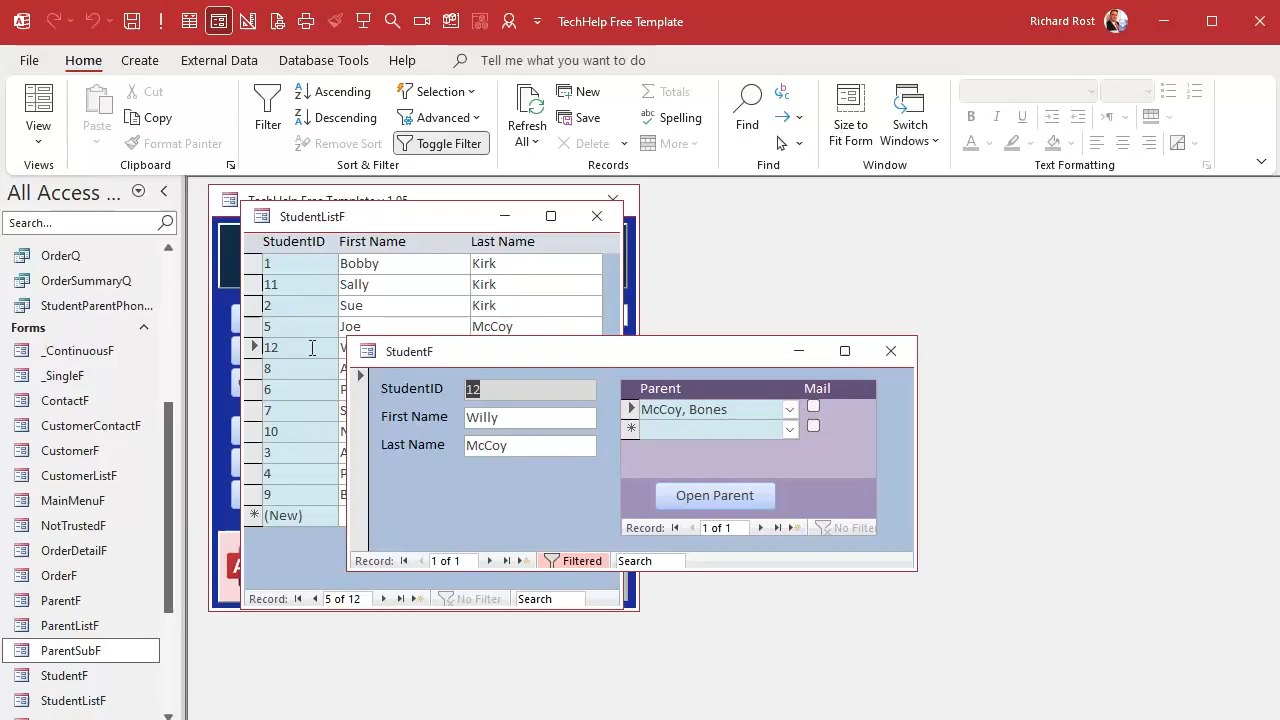 TechHelp Free Template
Richard Rost
File Home Create External Data Database Tools Help Tell me what you want to do
View
Views
Paste
Cut
Copy
Format Painter
Clipboard
Filter
Ascending
Descending
Remove Sort
Selection
Advanced
Toggle Filter
Sort & Filter
Refresh All
New
Save
Delete
Totals
Spelling
More
Records
Find
Find
Size to Fit Form
Switch Windows
Window
B I U
A
Text Formatting
All Access ...
Search...
OrderQ
OrderSummaryQ
StudentParentPhon...
Forms
_ContinuousF
_SingleF
ContactF
CustomerContactF
CustomerF
CustomerListF
MainMenuF
NotTrustedF
OrderDetailF
OrderF
ParentF
ParentListF
ParentSubF
StudentF
StudentListF
StudentListF
StudentID First Name Last Name
1 Bobby Kirk
11 Sally Kirk
2 Sue Kirk
5 Joe McCoy
12
8
6
7
10
3
4
9
(New)
Record: 5 of 12 No Filter Search
StudentF
StudentID 12
First Name Willy
Last Name McCoy
Parent Mail
McCoy, Bones
Open Parent
Record: 1 of 1 No Filter
Record: 1 of 1 Filtered Search